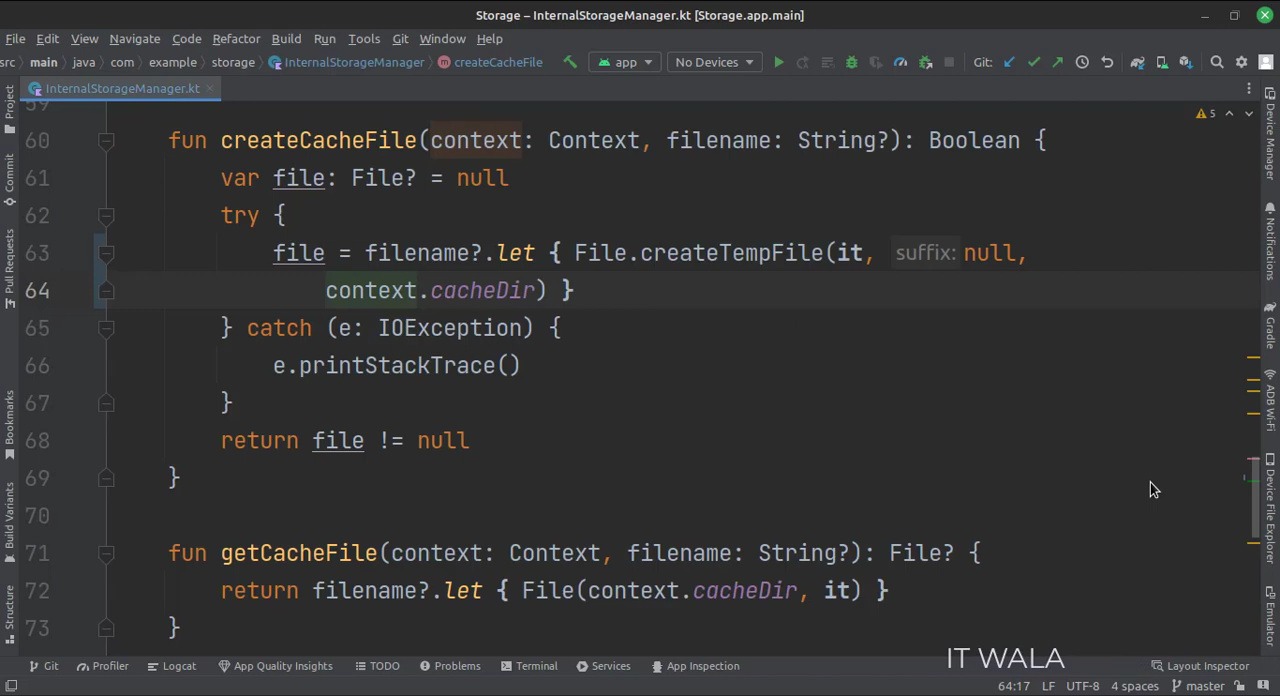 Storage – InternalStorageManager.kt [Storage.app.main]
File Edit View Navigate Code Refactor Build Run Tools Git Window Help
src main java com example storage InternalStorageManager createCacheFile app No Devices Git:
InternalStorageManager.kt
5
59
60 fun createCacheFile(context: Context, filename: String?): Boolean {
61 var file: File? = null
62 try {
63 file = filename?.let { File.createTempFile(it, suffix: null,
64 context.cacheDir) }
65 } catch (e: IOException) {
66 e.printStackTrace()
67 }
68 return file != null
69 }
70
71 fun getCacheFile(context: Context, filename: String?): File? {
72 return filename?.let { File(context.cacheDir, it) }
73 }
Project
Commit
Pull Requests
Bookmarks
Build Variants
Structure
Device Manager
Notifications
Gradle
ADB Wi-Fi
Device File Explorer
Emulator
IT WALA
Git Profiler Logcat App Quality Insights TODO Problems Terminal Services App Inspection Layout Inspector
64:17 LF UTF-8 4 spaces master